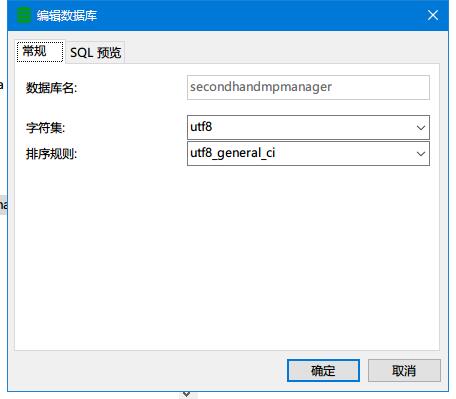 编辑数据库
常规 SQL 预览
数据库名: secondhandmpmanager
字符集: utf8
排序规则: utf8_general_ci
确定 取消